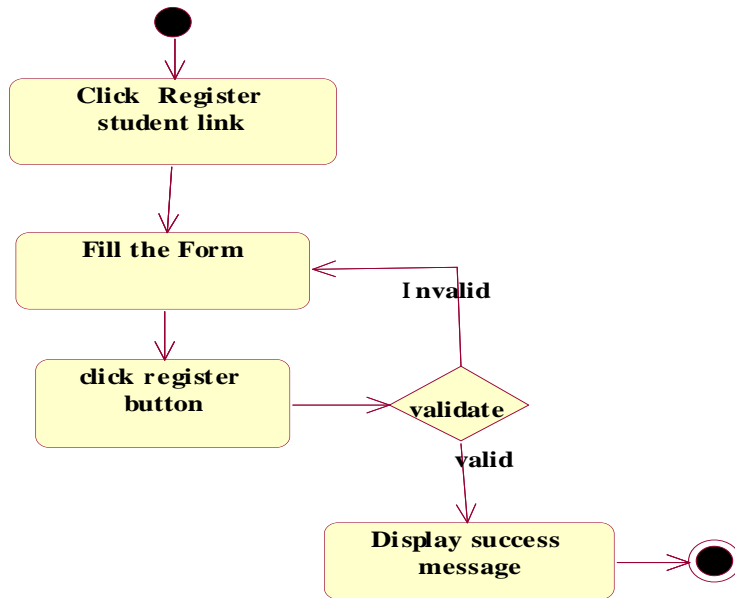 Click Register
student link
Fill the Form
Invalid
click register
button
validate
valid
Display success
message